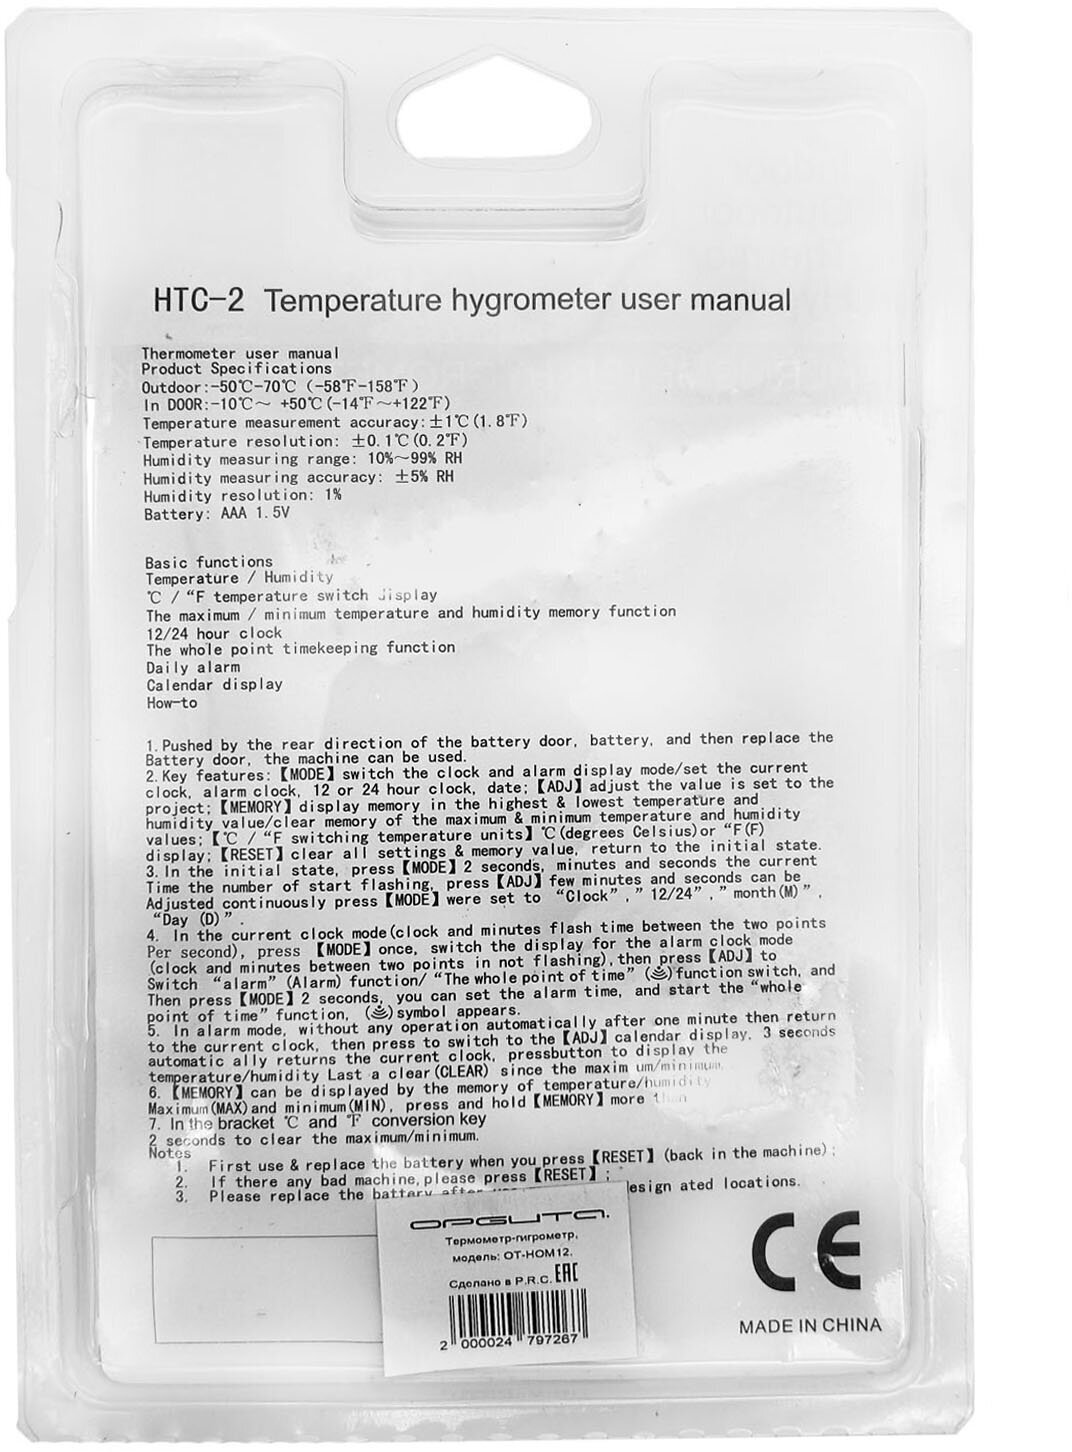 HTC-2 Temperature hygrometer user manual
Thermometer user manual
Product Specifications
Outdoor:-50℃-70℃ (-58℉-158℉)
In DOOR:-10℃~ +50℃(-14℉~+122℉)
Temperature measurement accuracy:±1℃(1.8℉)
Temperature resolution: ±0.1℃(0.2℉)
Humidity measuring range: 10%~99% RH
Humidity measuring accuracy: ±5% RH
Humidity resolution: 1%
Battery: AAA 1.5V
Basic functions
Temperature / Humidity
℃ / “F temperature switch display
The maximum / minimum temperature and humidity memory function
12/24 hour clock
The whole point timekeeping function
Daily alarm
Calendar display
How-to
1.Pushed by the rear direction of the battery door, battery, and then replace the
Battery door, the machine can be used.
2.Key features:【MODE】switch the clock and alarm display mode/set the current
clock, alarm clock, 12 or 24 hour clock, date;【ADJ】adjust the value is set to the
project;【MEMORY】display memory in the highest & lowest temperature and
humidity value/clear memory of the maximum & minimum temperature and humidity
values;【℃ / “F switching temperature units】℃(degrees Celsius)or “F(F)
display;【RESET】clear all settings & memory value, return to the initial state.
3.In the initial state, press【MODE】2 seconds, minutes and seconds the current
Time the number of start flashing, press【ADJ】few minutes and seconds can be
Adjusted continuously press【MODE】were set to “Clock”,” 12/24”,” month(M)”,
“Day (D)”.
4. In the current clock mode(clock and minutes flash time between the two points
Per second), press 【MODE】once, switch the display for the alarm clock mode
(clock and minutes between two points in not flashing),then press【ADJ】to
Switch “alarm” (Alarm) function/ “The whole point of time” ( )function switch, and
Then press【MODE】2 seconds, you can set the alarm time, and start the “whole
point of time” function, ( )symbol appears.
5. In alarm mode, without any operation automatically after one minute then return
to the current clock, then press to switch to the【ADJ】calendar display. 3 seconds
automatic ally returns the current clock, pressbutton to display the
temperature/humidity Last a clear(CLEAR) since the maxim um/minimum.
6. 【MEMORY】can be displayed by the memory of temperature/humidity
Maximum(MAX)and minimum(MIN), press and hold【MEMORY】more than
7. In the bracket ℃ and ℉ conversion key
2 seconds to clear the maximum/minimum.
Notes
1. First use & replace the battery when you press【RESET】(back in the machine);
2. If there any bad machine,please press【RESET】;
3. Please replace the battery after esign ated locations.
ОРБИТА.
Термометр-гигрометр,
модель: OT-HOM12.
Сделано в P.R.C. EAC
2 000024 797267
CE
MADE IN CHINA